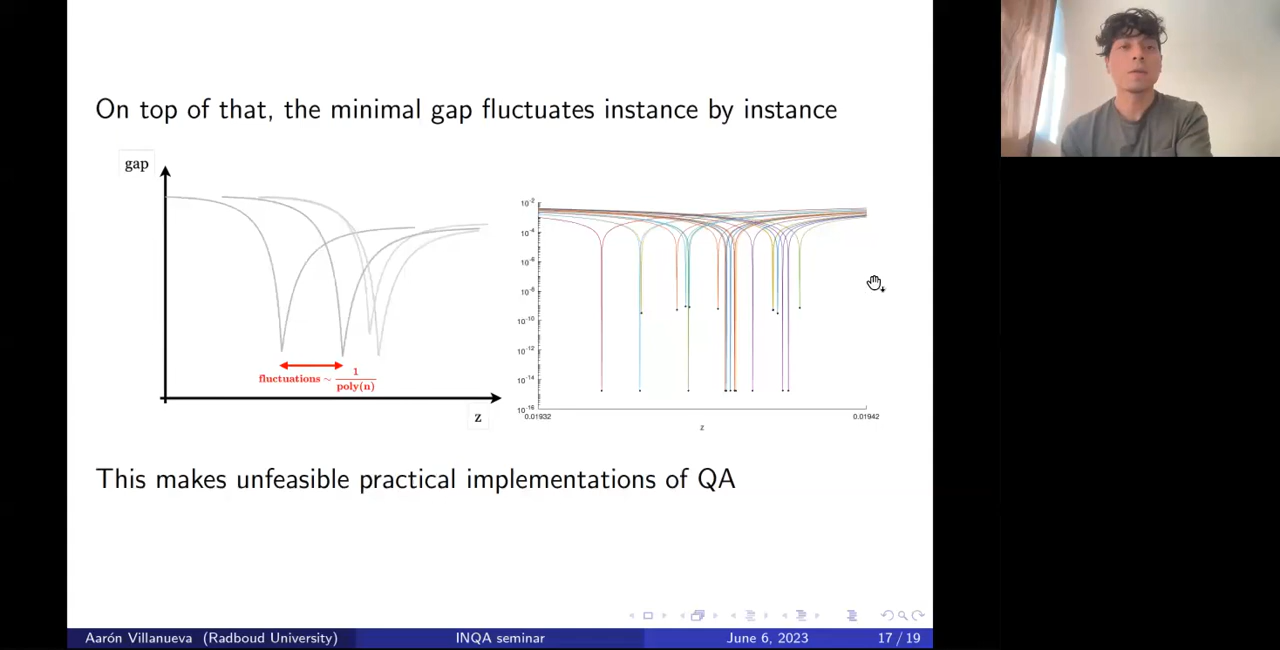 On top of that, the minimal gap fluctuates instance by instance
gap
fluctuations ~ 1/poly(n)
z
10^-2
10^-4
10^-6
10^-8
10^-10
10^-12
10^-14
10^-16
0.01932
0.01942
z
This makes unfeasible practical implementations of QA
Aarón Villanueva (Radboud University)
INQA seminar
June 6, 2023
17 / 19